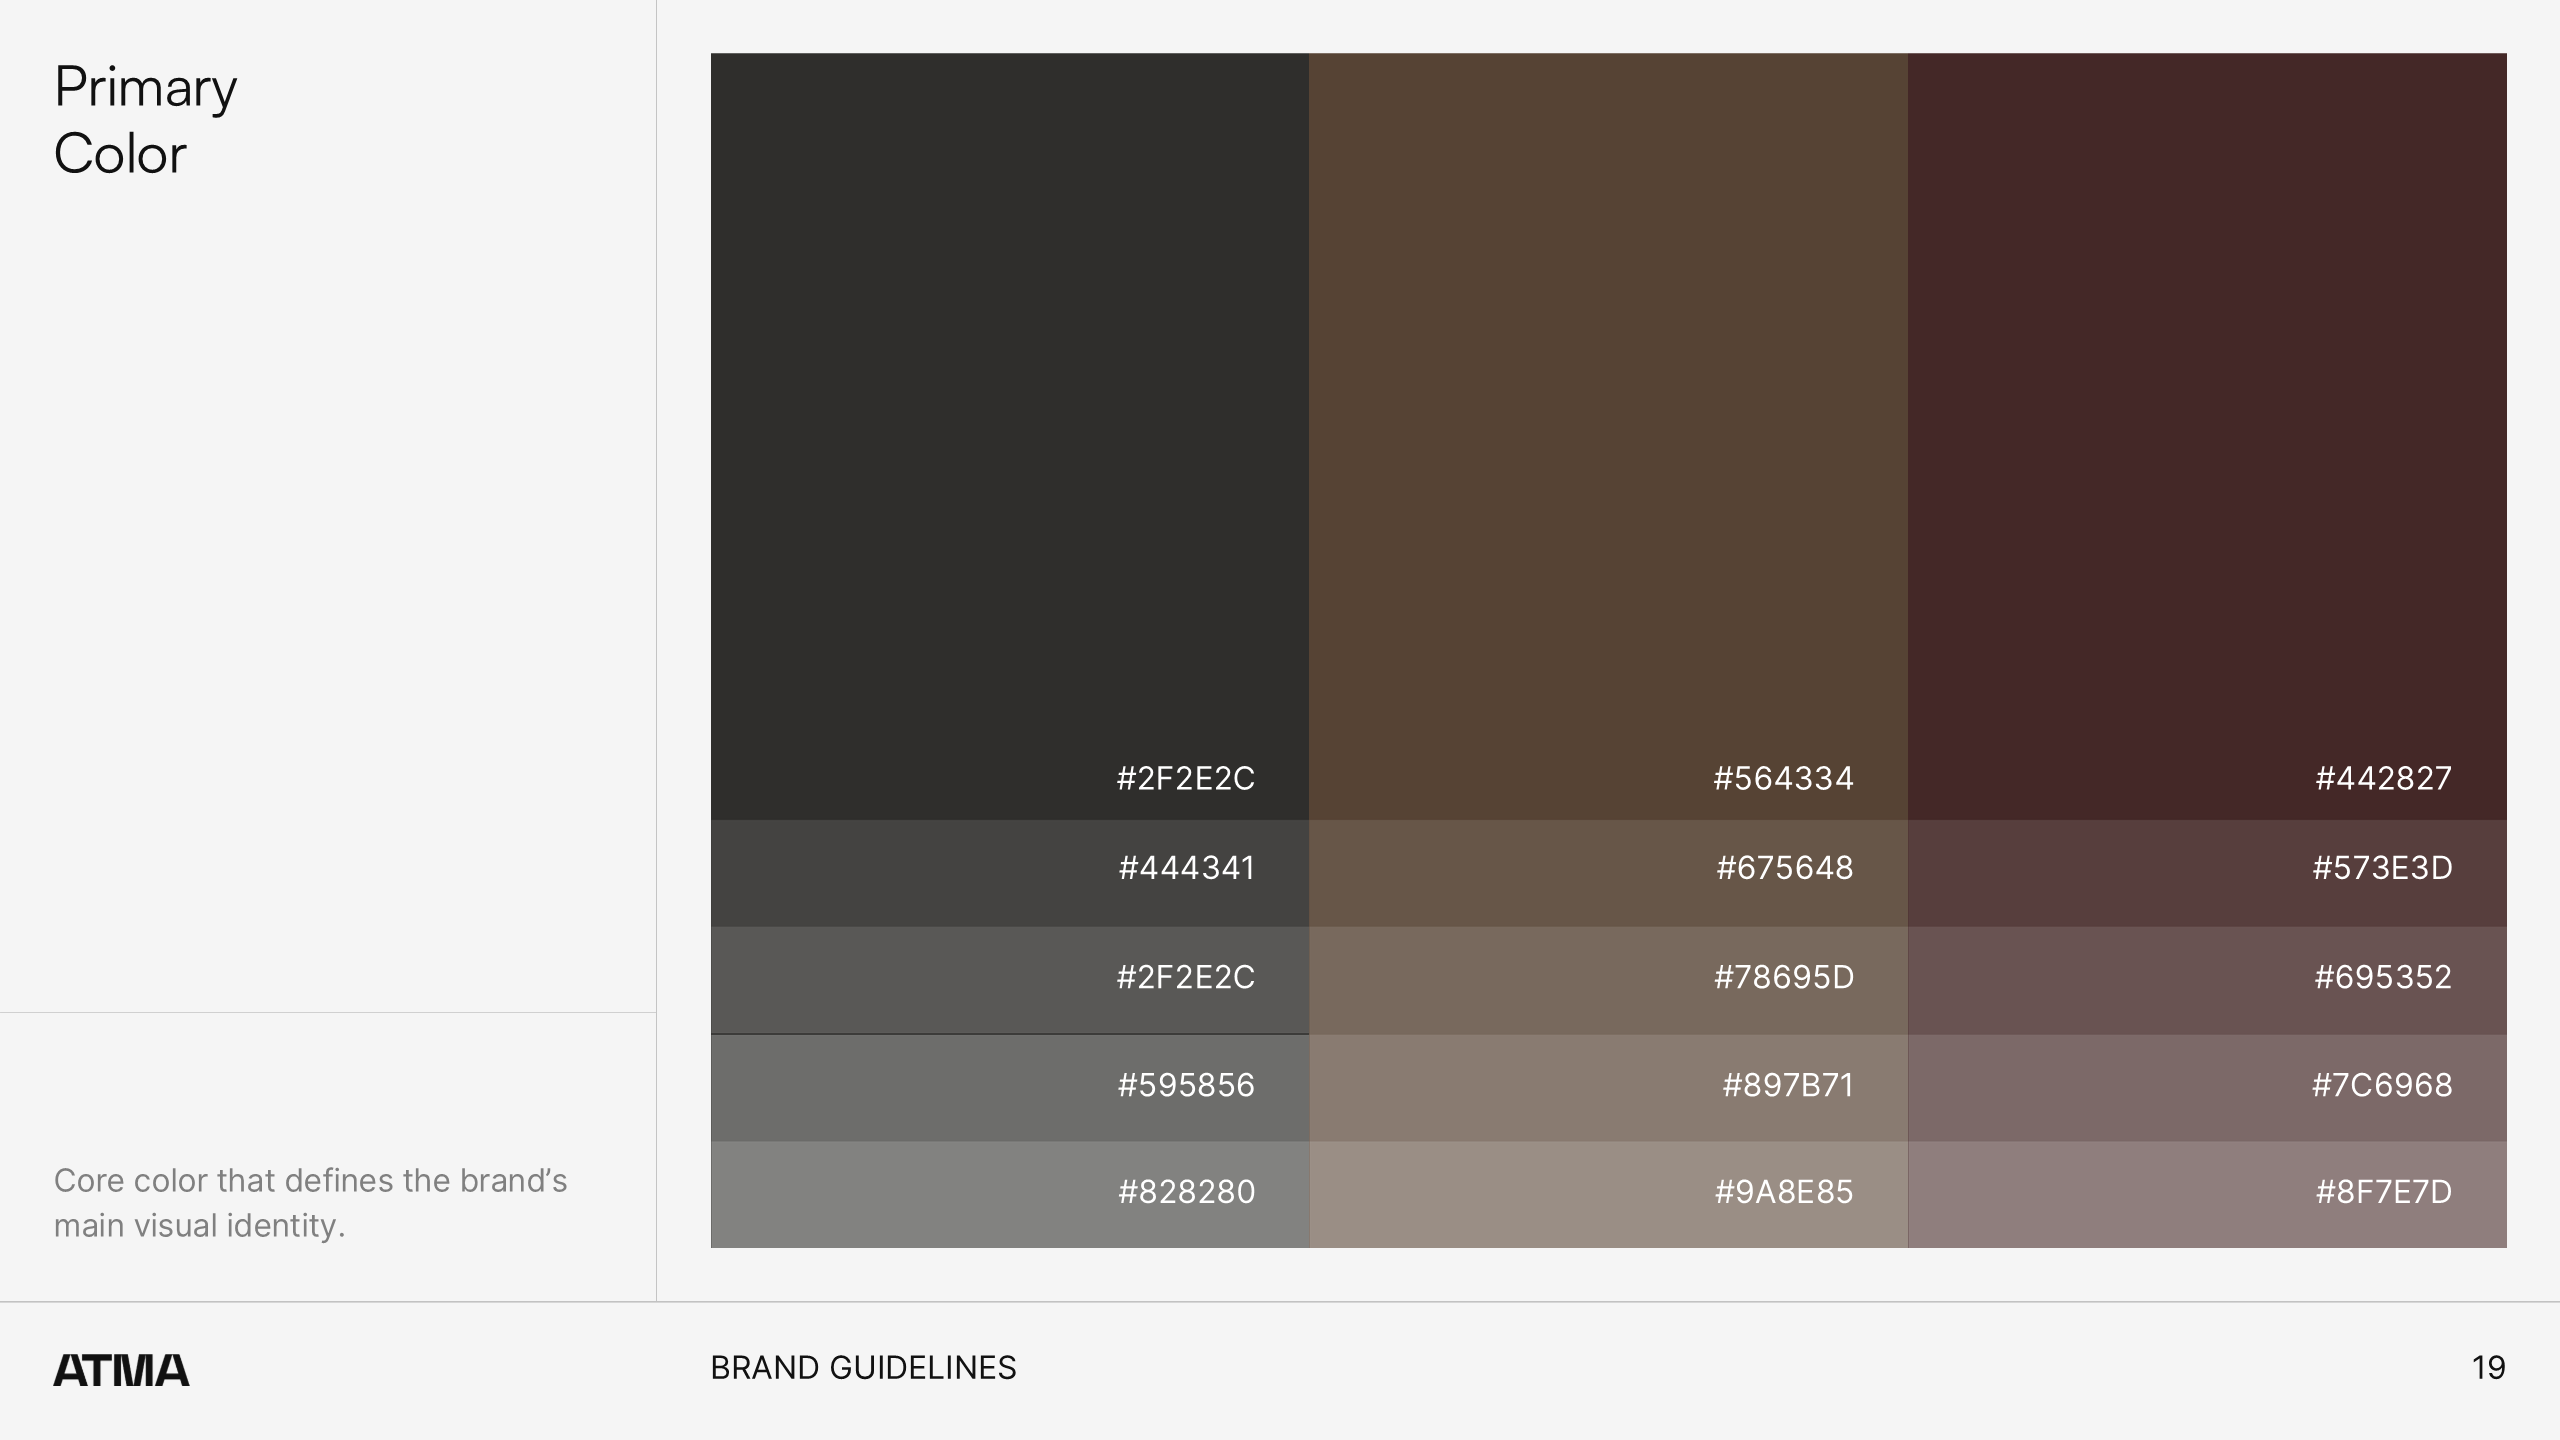 Primary
Color
#2F2E2C
#564334
#442827
#444341
#675648
#573E3D
#2F2E2C
#78695D
#695352
#595856
#897B71
#7C6968
#828280
#9A8E85
#8F7E7D
Core color that defines the brand’s
main visual identity.
ATMA
BRAND GUIDELINES
19